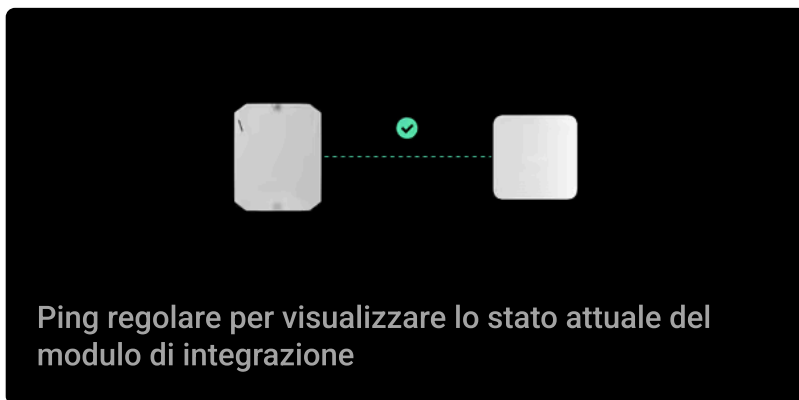 Ping regolare per visualizzare lo stato attuale del
modulo di integrazione